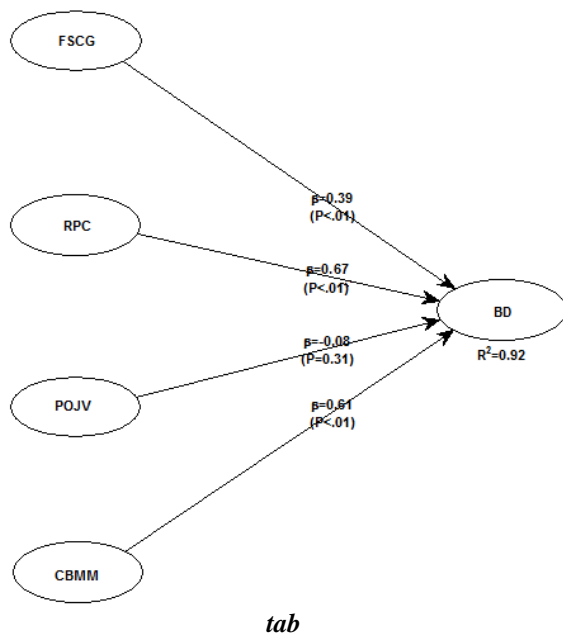 FSCG
β=0.39
(P<.01)
RPC
β=0.67
(P<.01)
BD
R²=0.92
β=-0.08
(P=0.31)
POJV
β=0.61
(P<.01)
CBMM
tab